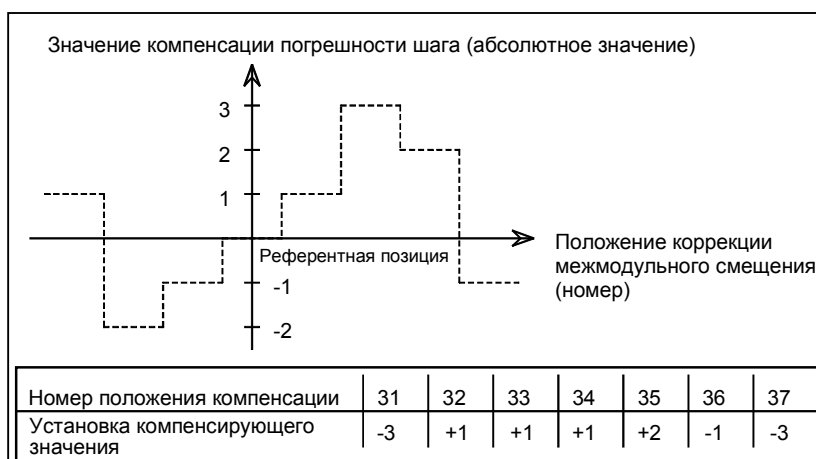 Значение компенсации погрешности шага (абсолютное значение)
3
2
1
Референтная позиция
-1
-2
Положение коррекции
межмодульного смещения
(номер)
Номер положения компенсации 31 32 33 34 35 36 37
Установка компенсирующего
значения -3 +1 +1 +1 +2 -1 -3